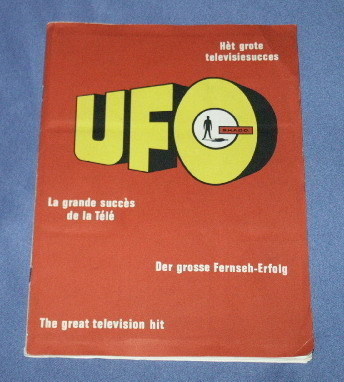 Hèt grote
televisiesucces
UFO
SHADO
La grande succès
de la Télé
Der grosse Fernseh-Erfolg
The great television hit